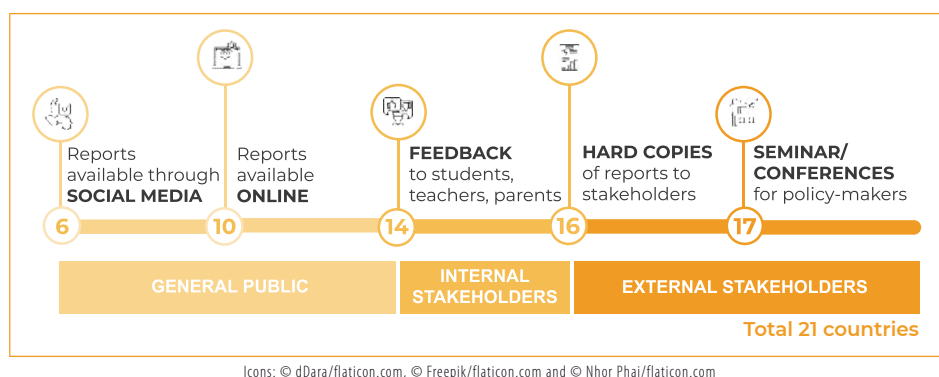 Reports
available through
SOCIAL MEDIA
Reports
available
ONLINE
FEEDBACK
to students,
teachers, parents
HARD COPIES
of reports to
stakeholders
SEMINAR/
CONFERENCES
for policy-makers
6
10
14
16
17
GENERAL PUBLIC
INTERNAL
STAKEHOLDERS
EXTERNAL STAKEHOLDERS
Total 21 countries
Icons: © dDara/flaticon.com, © Freepik/flaticon.com and © Nhor Phai/flaticon.com